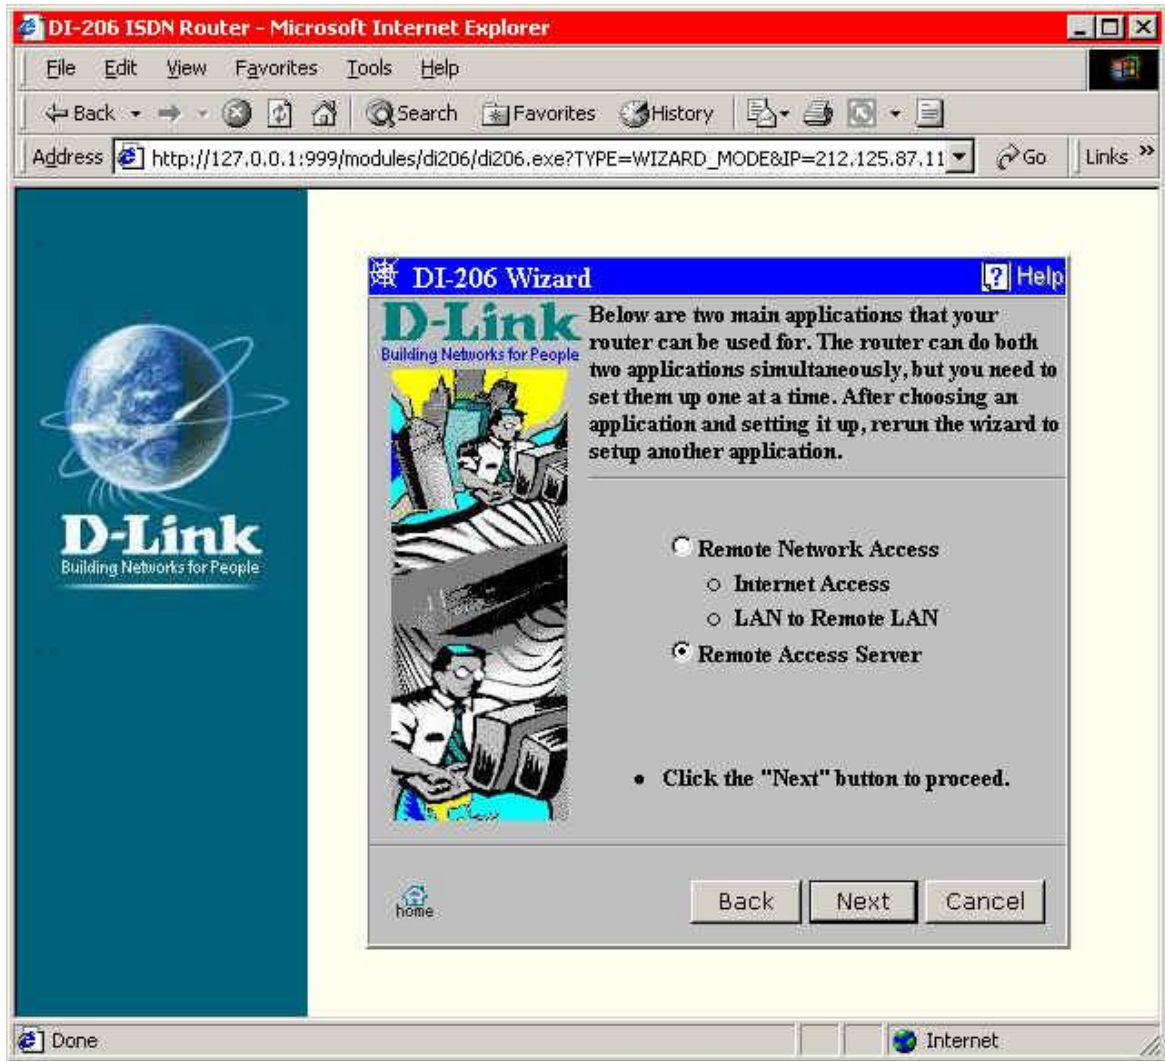 DI-206 ISDN Router - Microsoft Internet Explorer
File Edit View Favorites Tools Help
Back Search Favorites History
Address http://127.0.0.1:999/modules/di206/di206.exe?TYPE=WIZARD_MODE&IP=212.125.87.11 Go Links »
DI-206 Wizard ? Help
D-Link
Building Networks for People
Below are two main applications that your
router can be used for. The router can do both
two applications simultaneously, but you need to
set them up one at a time. After choosing an
application and setting it up, rerun the wizard to
setup another application.
D-Link
Building Networks for People
Remote Network Access
Internet Access
LAN to Remote LAN
Remote Access Server
• Click the "Next" button to proceed.
home
Back Next Cancel
Done Internet